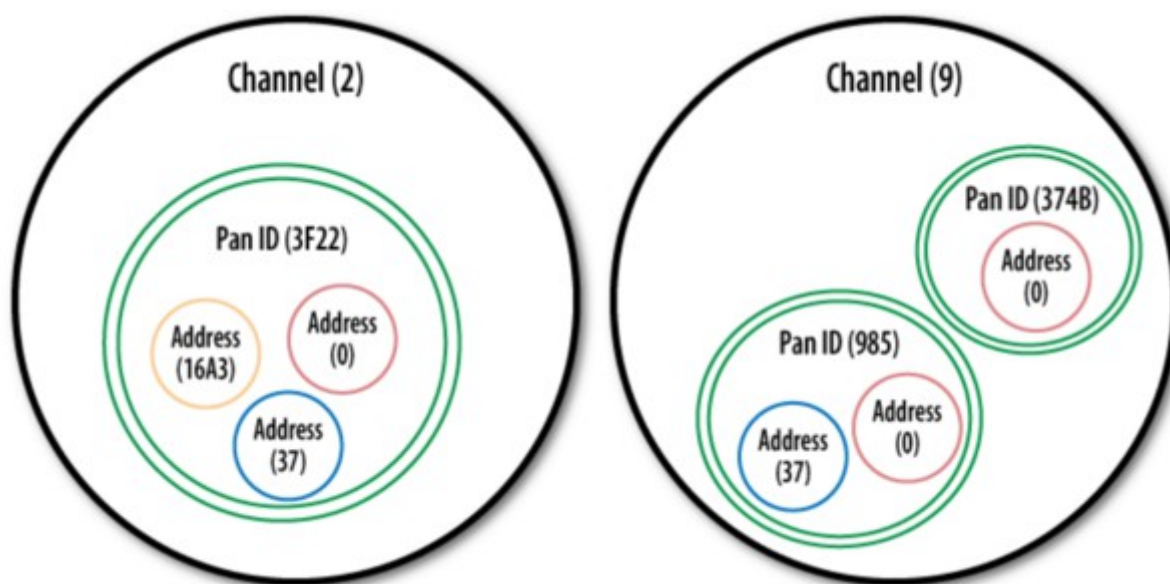 Channel (2)
Pan ID (3F22)
Address
(16A3)
Address
(0)
Address
(37)
Channel (9)
Pan ID (374B)
Address
(0)
Pan ID (985)
Address
(37)
Address
(0)